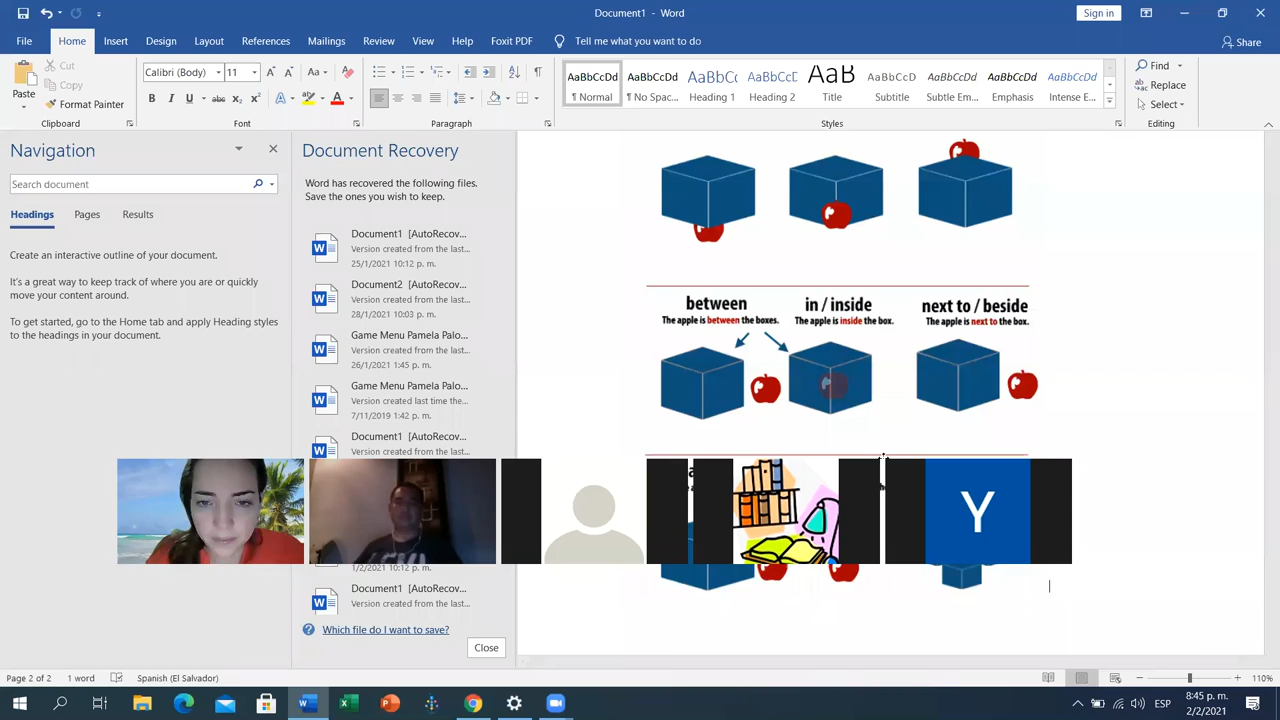 Document1 - Word
Sign in
File Home Insert Design Layout References Mailings Review View Help Foxit PDF Tell me what you want to do
Share
Cut
Copy
Paste
Format Painter
Clipboard
Calibri (Body) 11
Font
Paragraph
AaBbCcDd AaBbCcDd AaBbC AaBbCcC AaB AaBbCcDd AaBbCcDd AaBbCcDd AaBbCcDd
¶ Normal ¶ No Spac... Heading 1 Heading 2 Title Subtitle Subtle Em... Emphasis Intense E...
Styles
Find
Replace
Select
Editing
Navigation
Search document
Headings Pages Results
Create an interactive outline of your document.
It's a great way to keep track of where you are or quickly
move your content around.
To get started, go to the Home tab and apply Heading styles
to the headings in your document.
Document Recovery
Word has recovered the following files.
Save the ones you wish to keep.
Document1 [AutoRecov...
Version created from the last...
25/1/2021 10:12 p. m.
Document2 [AutoRecov...
Version created from the last...
28/1/2021 10:03 p. m.
Game Menu Pamela Palo...
Version created from the last...
26/1/2021 1:45 p. m.
Game Menu Pamela Palo...
Version created last time the...
7/11/2019 1:42 p. m.
Document1 [AutoRecov...
Version created from the last...
1/2/2021 10:12 p. m.
Document1 [AutoRecov...
Version created from the last...
Which file do I want to save?
Close
between
The apple is between the boxes.
in / inside
The apple is inside the box.
next to / beside
The apple is next to the box.
Y
Page 2 of 2 1 word Spanish (El Salvador)
110%
ESP
8:45 p. m.
2/2/2021